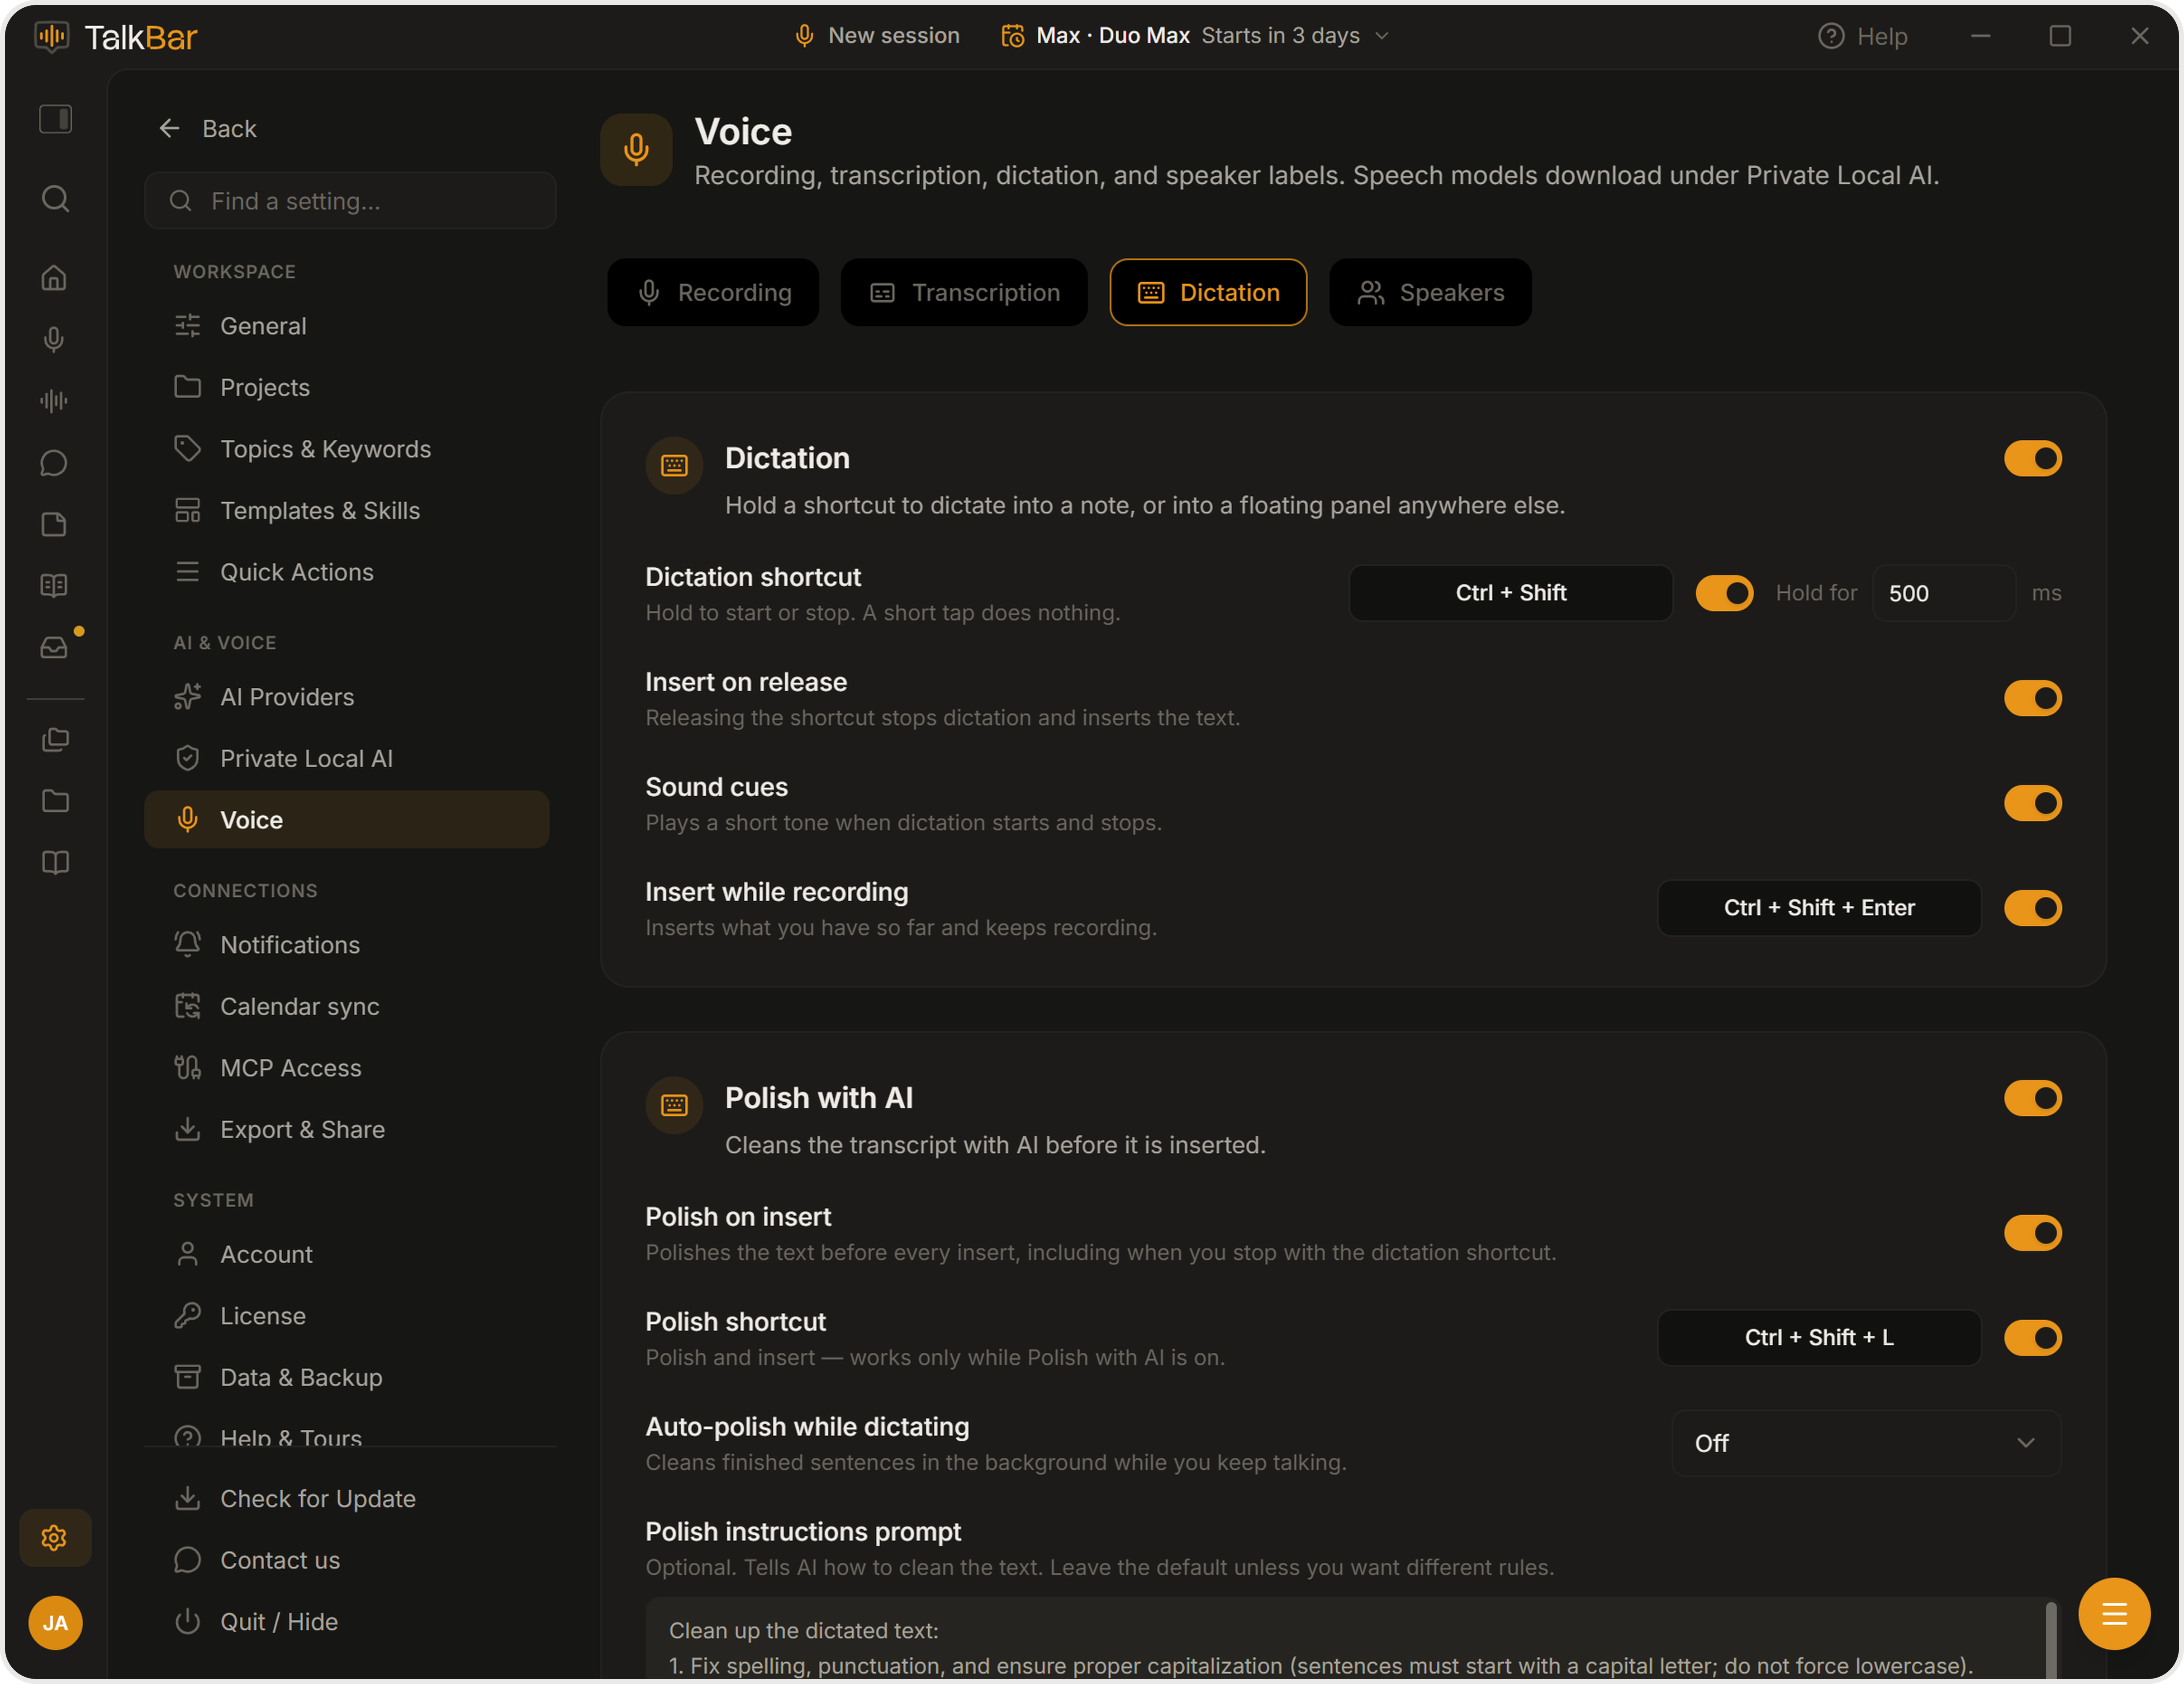 TalkBar
New session
Max · Duo Max Starts in 3 days
Help
Back
Find a setting...
WORKSPACE
General
Projects
Topics & Keywords
Templates & Skills
Quick Actions
AI & VOICE
AI Providers
Private Local AI
Voice
CONNECTIONS
Notifications
Calendar sync
MCP Access
Export & Share
SYSTEM
Account
License
Data & Backup
Help & Tours
Check for Update
Contact us
Quit / Hide
JA
Voice
Recording, transcription, dictation, and speaker labels. Speech models download under Private Local AI.
Recording
Transcription
Dictation
Speakers
Dictation
Hold a shortcut to dictate into a note, or into a floating panel anywhere else.
Dictation shortcut
Hold to start or stop. A short tap does nothing.
Ctrl + Shift
Hold for
500
ms
Insert on release
Releasing the shortcut stops dictation and inserts the text.
Sound cues
Plays a short tone when dictation starts and stops.
Insert while recording
Inserts what you have so far and keeps recording.
Ctrl + Shift + Enter
Polish with AI
Cleans the transcript with AI before it is inserted.
Polish on insert
Polishes the text before every insert, including when you stop with the dictation shortcut.
Polish shortcut
Polish and insert — works only while Polish with AI is on.
Ctrl + Shift + L
Auto-polish while dictating
Cleans finished sentences in the background while you keep talking.
Off
Polish instructions prompt
Optional. Tells AI how to clean the text. Leave the default unless you want different rules.
Clean up the dictated text:
1. Fix spelling, punctuation, and ensure proper capitalization (sentences must start with a capital letter; do not force lowercase).